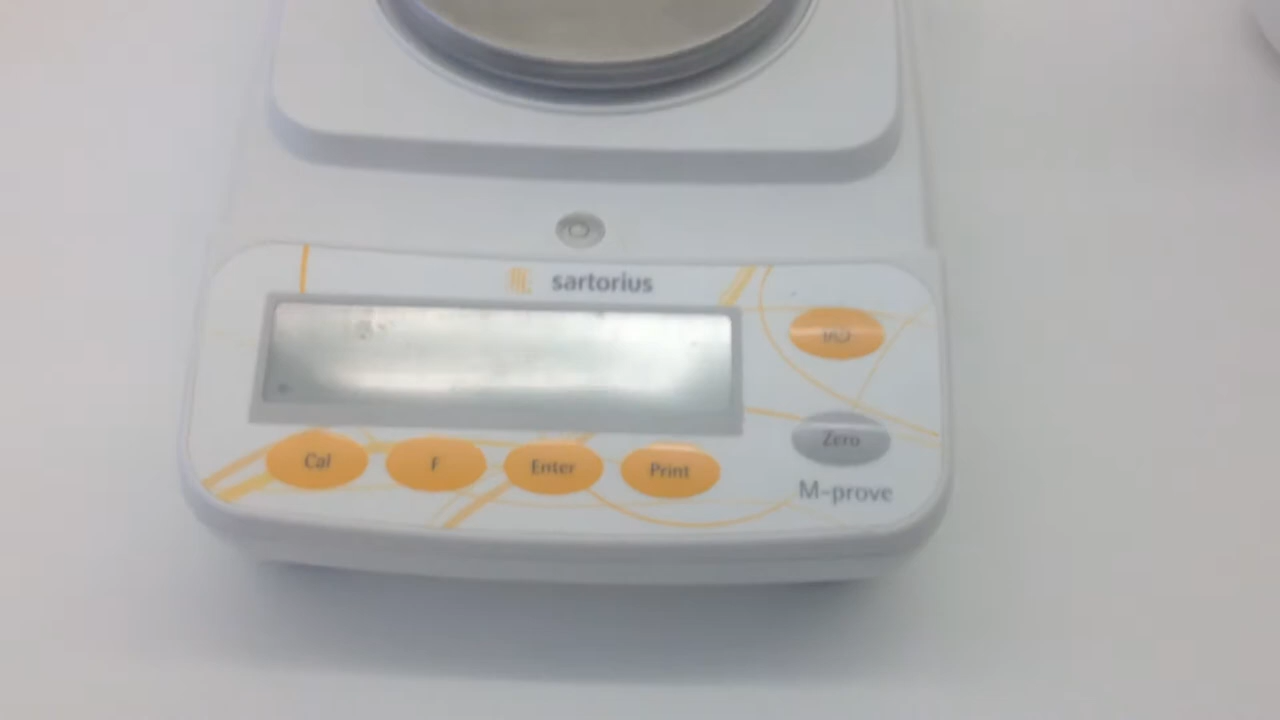 sartorius
I/⏻
Cal
F
Enter
Print
Zero
M-prove